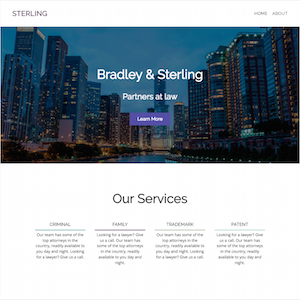 STERLING
HOME ABOUT
Bradley & Sterling
Partners at law
Learn More
Our Services
CRIMINAL
Our team has some of the
top attorneys in the
country, readily available
to you day and night.
Looking for a lawyer? Give
us a call.
FAMILY
Looking for a lawyer? Give
us a call. Our team has
some of the top attorneys
in the country, readily
available to you day and
night.
TRADEMARK
Our team has some of the
top attorneys in the
country, readily available
to you day and night.
Looking for a lawyer? Give
us a call.
PATENT
Looking for a lawyer? Give
us a call. Our team has
some of the top attorneys
in the country, readily
available to you day and
night.